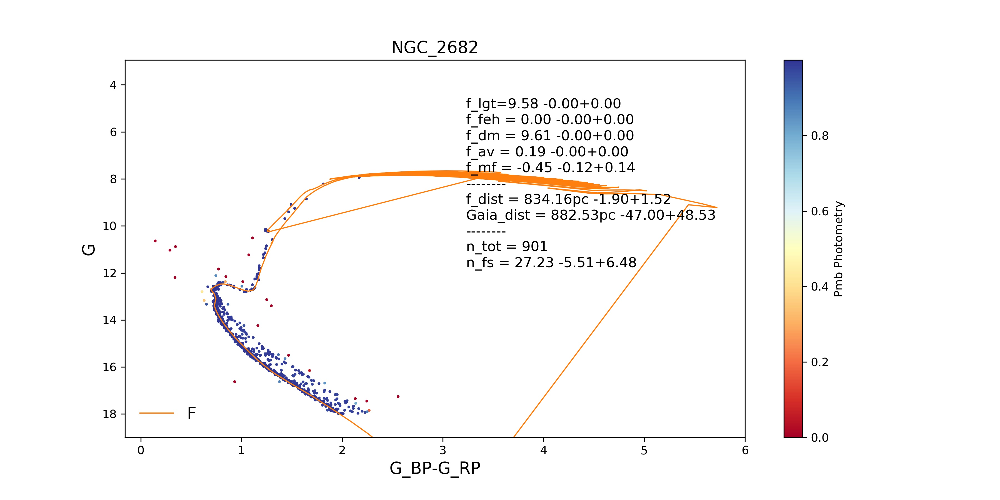 NGC_2682
4
6
8
10
12
14
16
18
G
f_lgt=9.58 -0.00+0.00
f_feh = 0.00 -0.00+0.00
f_dm = 9.61 -0.00+0.00
f_av = 0.19 -0.00+0.00
f_mf = -0.45 -0.12+0.14
--------
f_dist = 834.16pc -1.90+1.52
Gaia_dist = 882.53pc -47.00+48.53
--------
n_tot = 901
n_fs = 27.23 -5.51+6.48
F
0 1 2 3 4 5 6
G_BP-G_RP
0.8
0.6
0.4
0.2
0.0
Pmb Photometry